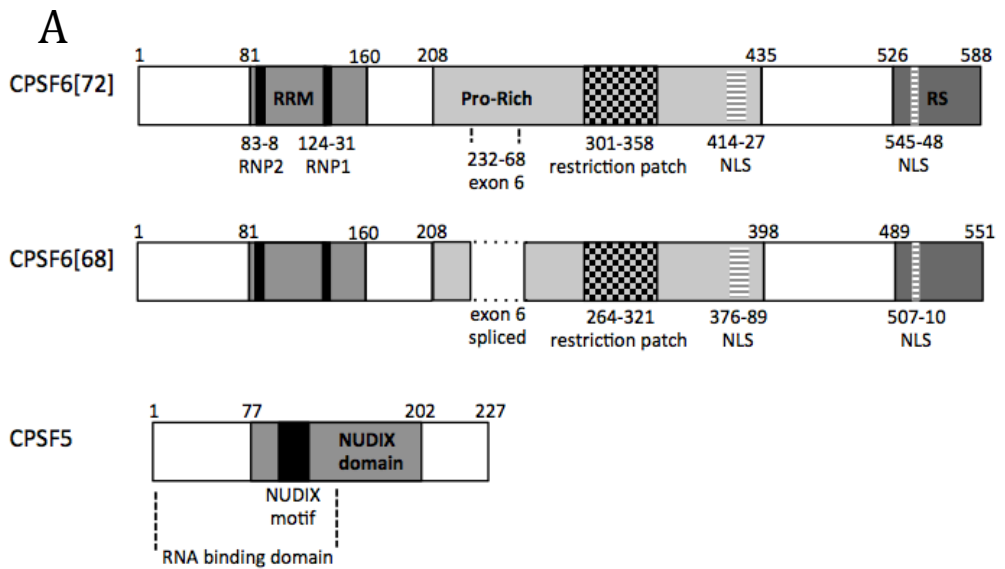 A
1 81 160 208 435 526 588
CPSF6[72]
RRM Pro-Rich RS
83-8 124-31 301-358 414-27 545-48
RNP2 RNP1 232-68 restriction patch NLS NLS
exon 6
1 81 160 208 398 489 551
CPSF6[68]
exon 6 264-321 376-89 507-10
spliced restriction patch NLS NLS
1 77 202 227
CPSF5
NUDIX
domain
NUDIX
motif
RNA binding domain